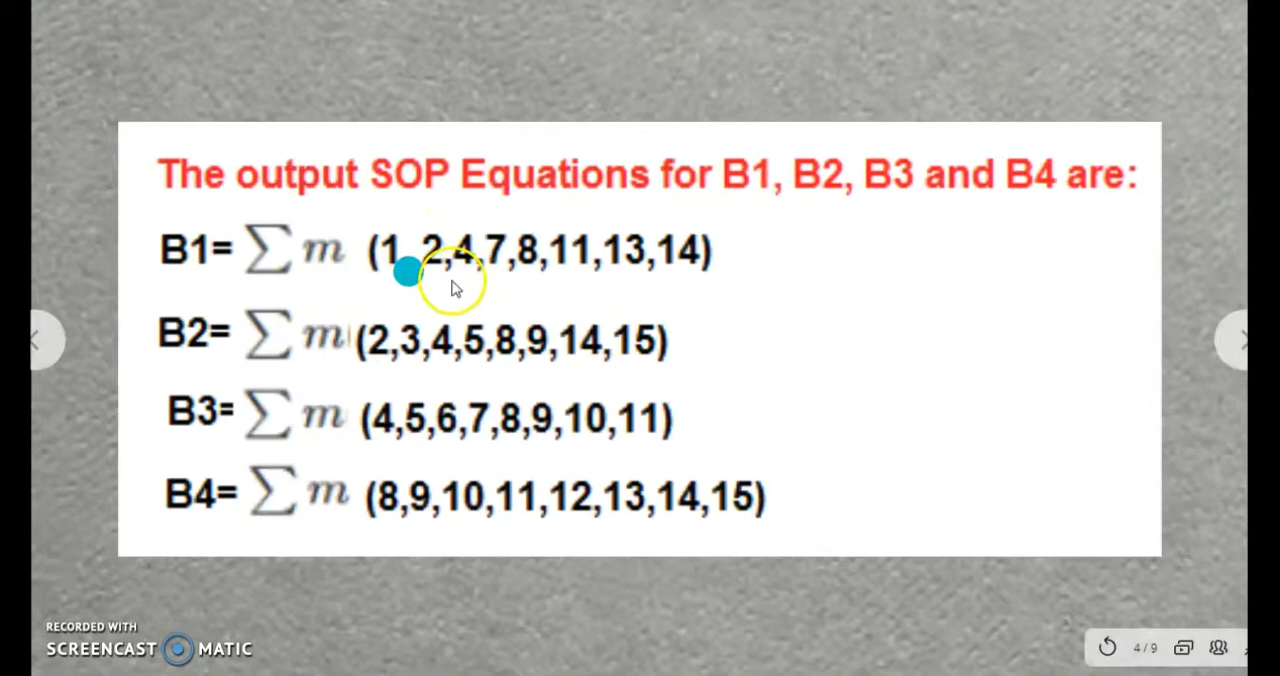 The output SOP Equations for B1, B2, B3 and B4 are:
B1= ∑ m (1, 2,4,7,8,11,13,14)
B2= ∑ m (2,3,4,5,8,9,14,15)
B3= ∑ m (4,5,6,7,8,9,10,11)
B4= ∑ m (8,9,10,11,12,13,14,15)
RECORDED WITH
SCREENCAST MATIC
4/9